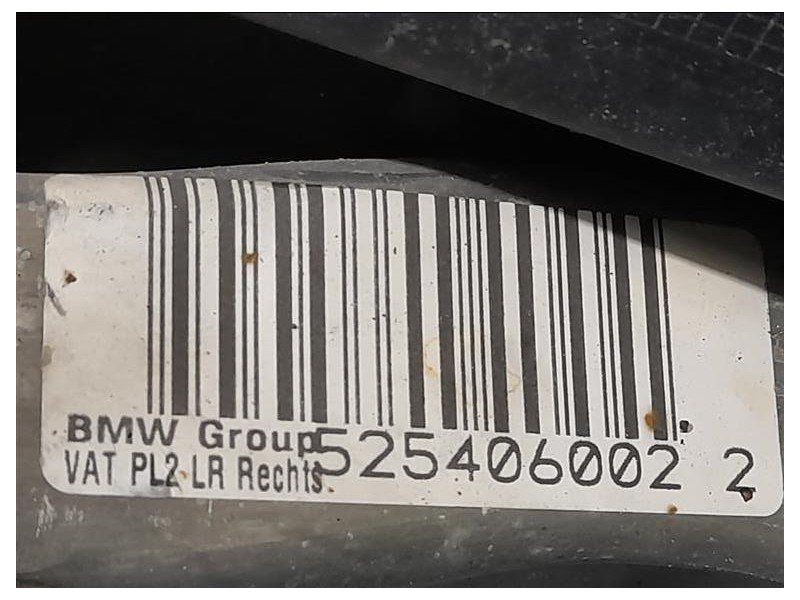 BMW Group 525406002 2
VAT PL2 LR Rechts